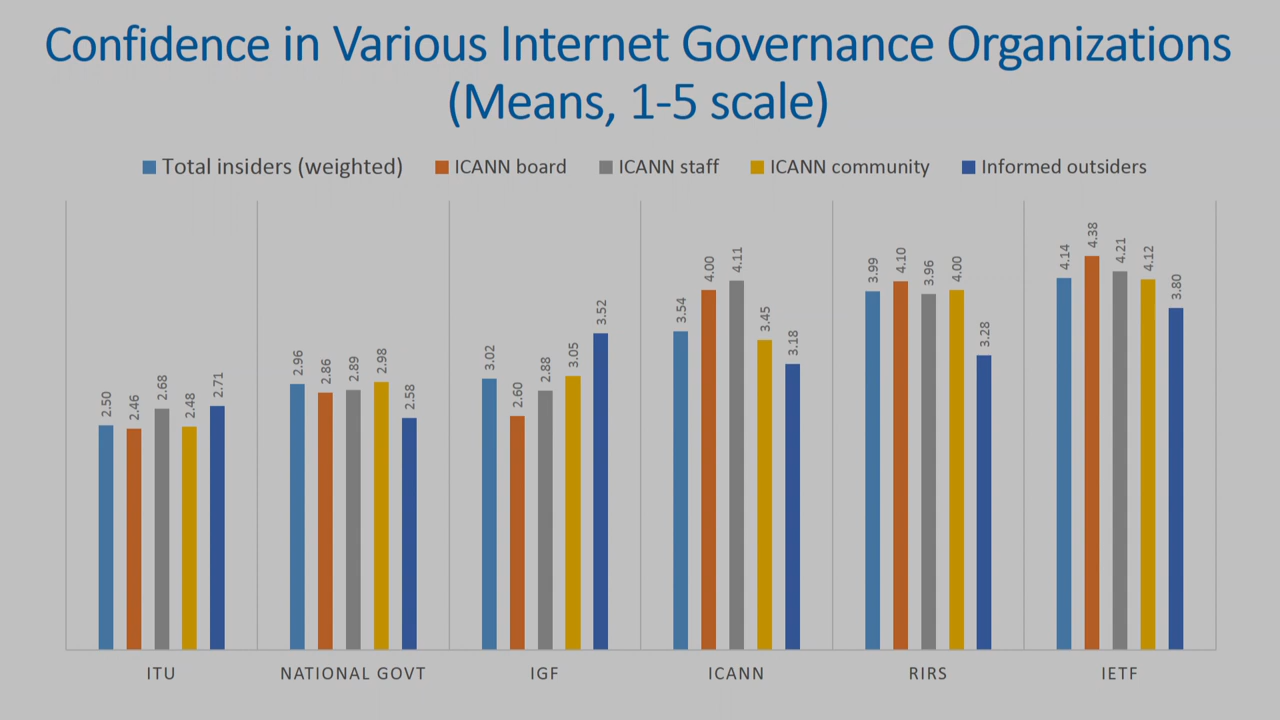 Confidence in Various Internet Governance Organizations
(Means, 1-5 scale)
Total insiders (weighted) ICANN board ICANN staff ICANN community Informed outsiders
2.50 2.46 2.68 2.48 2.71
2.96 2.86 2.89 2.98 2.58
3.02 2.60 2.88 3.05 3.52
3.54 4.00 4.11 3.45 3.18
3.99 4.10 3.96 4.00 3.28
4.14 4.38 4.21 4.12 3.80
ITU NATIONAL GOVT IGF ICANN RIRS IETF